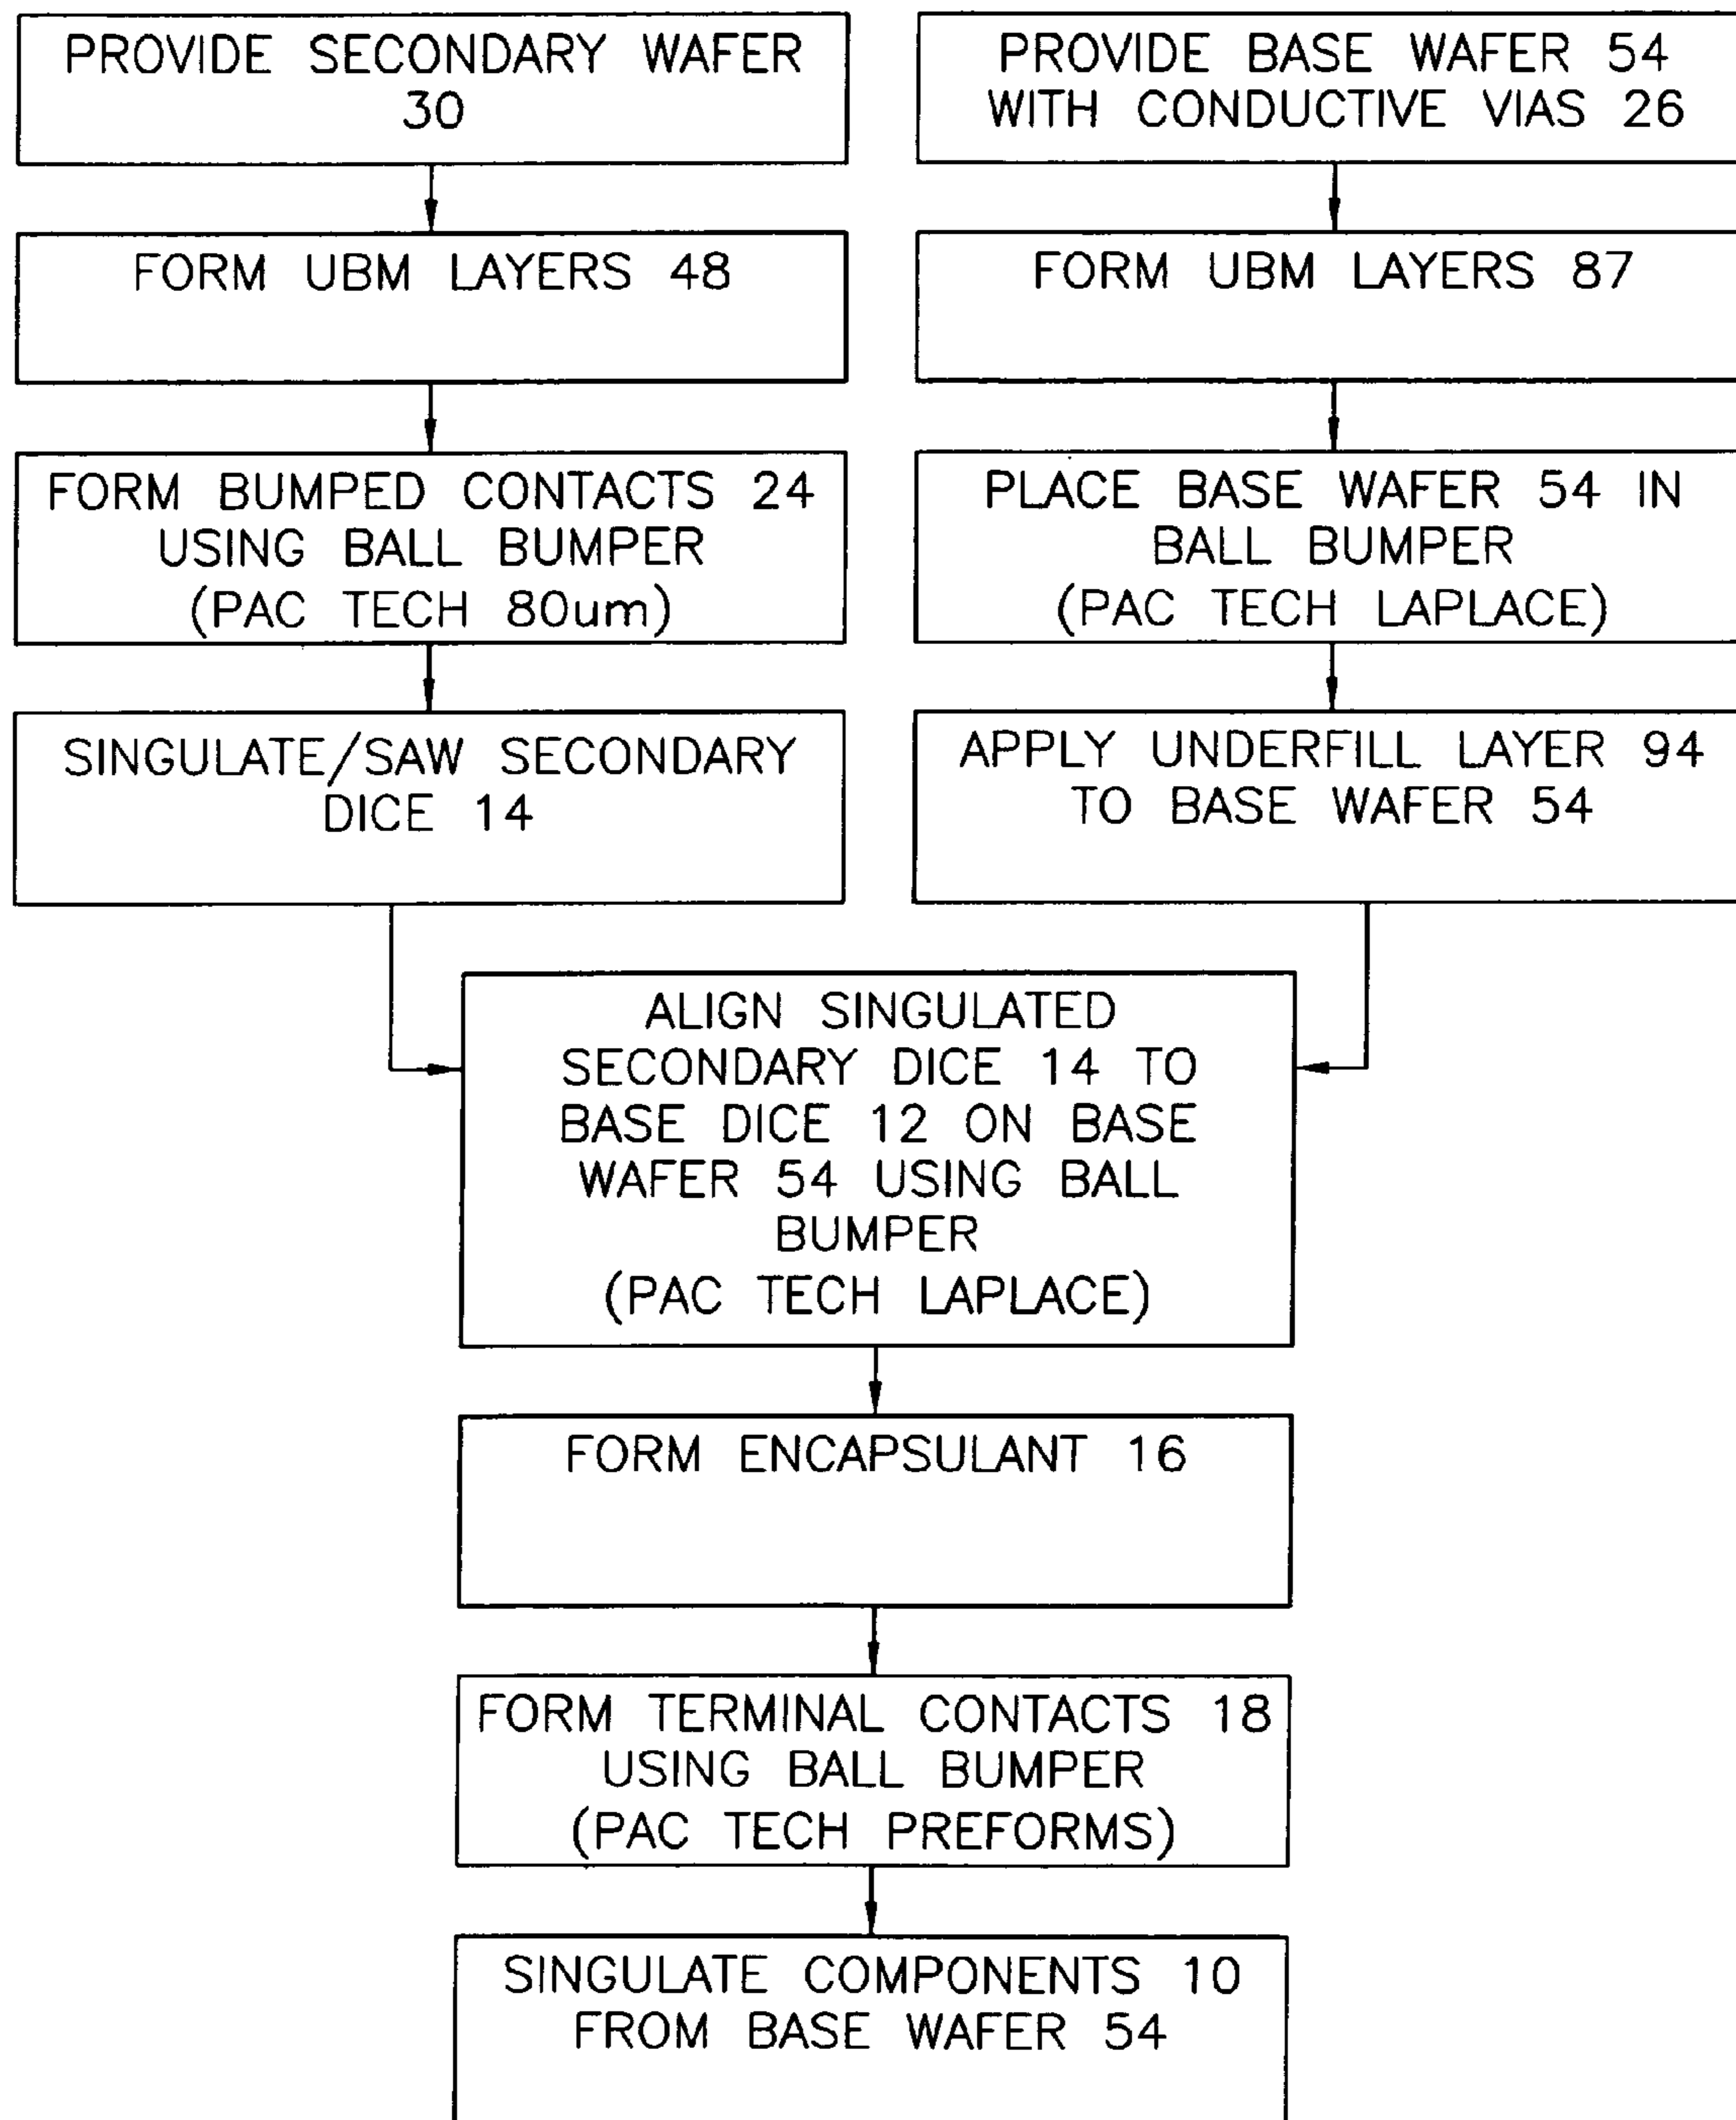 PROVIDE SECONDARY WAFER
30
FORM UBM LAYERS 48
FORM BUMPED CONTACTS 24
USING BALL BUMPER
(PAC TECH 80um)
SINGULATE/SAW SECONDARY
DICE 14
PROVIDE BASE WAFER 54
WITH CONDUCTIVE VIAS 26
FORM UBM LAYERS 87
PLACE BASE WAFER 54 IN
BALL BUMPER
(PAC TECH LAPLACE)
APPLY UNDERFILL LAYER 94
TO BASE WAFER 54
ALIGN SINGULATED
SECONDARY DICE 14 TO
BASE DICE 12 ON BASE
WAFER 54 USING BALL
BUMPER
(PAC TECH LAPLACE)
FORM ENCAPSULANT 16
FORM TERMINAL CONTACTS 18
USING BALL BUMPER
(PAC TECH PREFORMS)
SINGULATE COMPONENTS 10
FROM BASE WAFER 54